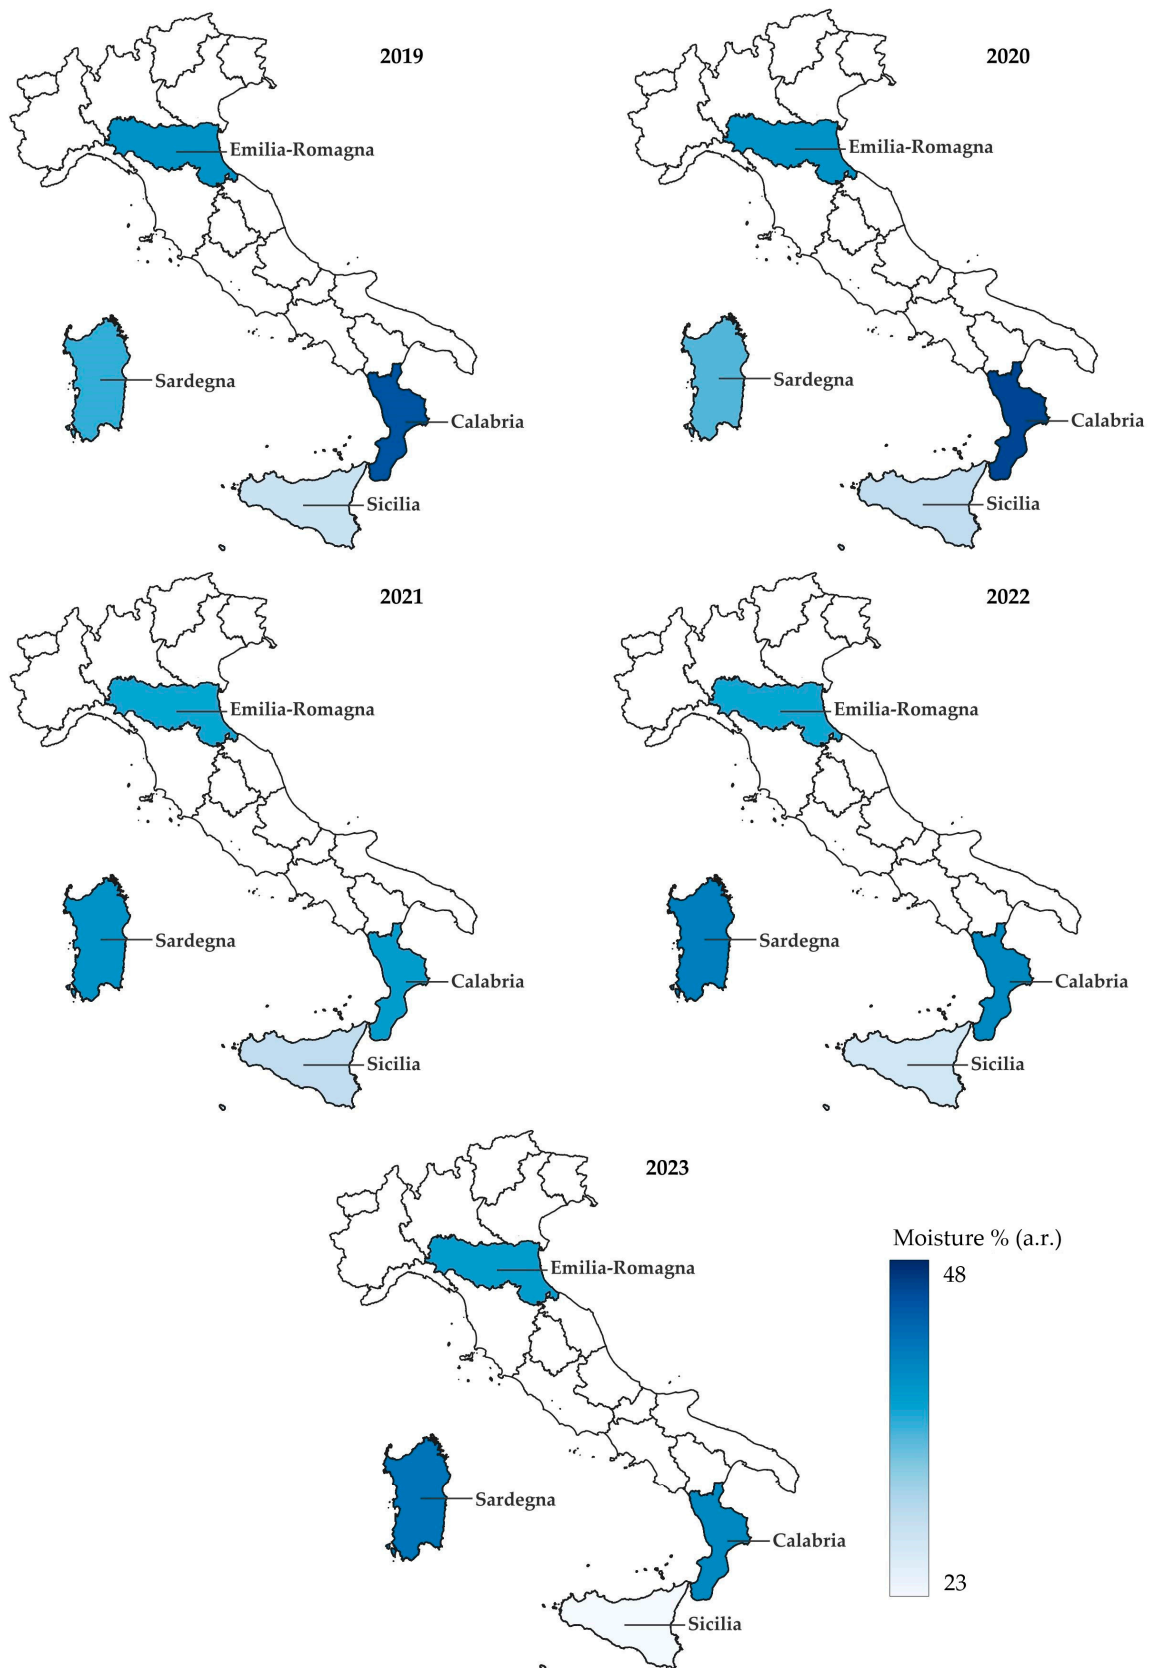 2019
Emilia-Romagna
Sardegna
Calabria
Sicilia
2020
Emilia-Romagna
Sardegna
Calabria
Sicilia
2021
Emilia-Romagna
Sardegna
Calabria
Sicilia
2022
Emilia-Romagna
Sardegna
Calabria
Sicilia
2023
Emilia-Romagna
Sardegna
Calabria
Sicilia
Moisture % (a.r.)
48
23